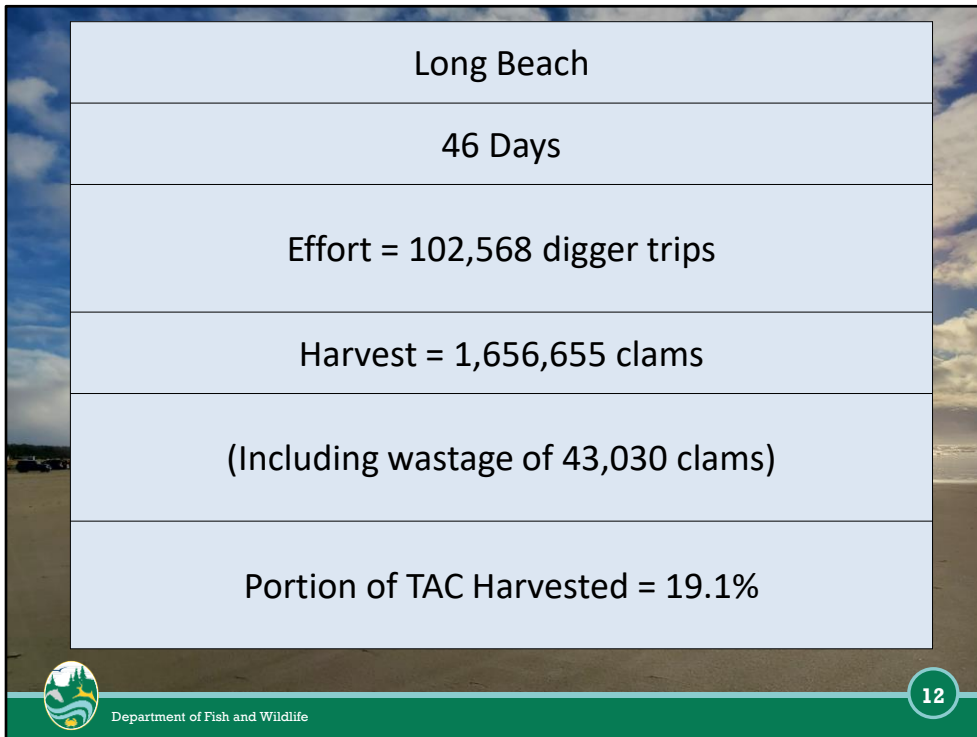 Long Beach
46 Days
Effort = 102,568 digger trips
Harvest = 1,656,655 clams
(Including wastage of 43,030 clams)
Portion of TAC Harvested = 19.1%
Department of Fish and Wildlife
12